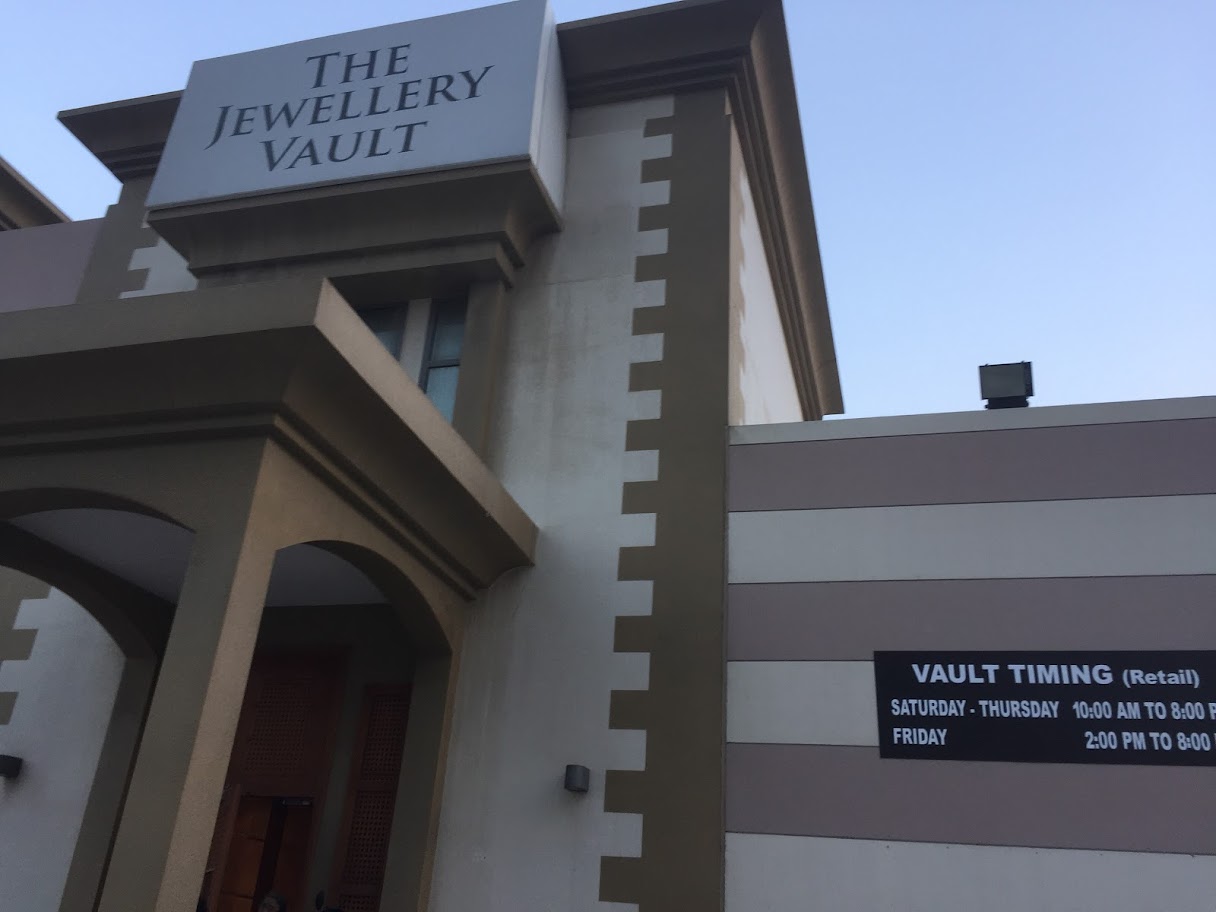 THE
JEWELLERY
VAULT
VAULT TIMING (Retail)
SATURDAY - THURSDAY 10:00 AM TO 8:00 P
FRIDAY 2:00 PM TO 8:00